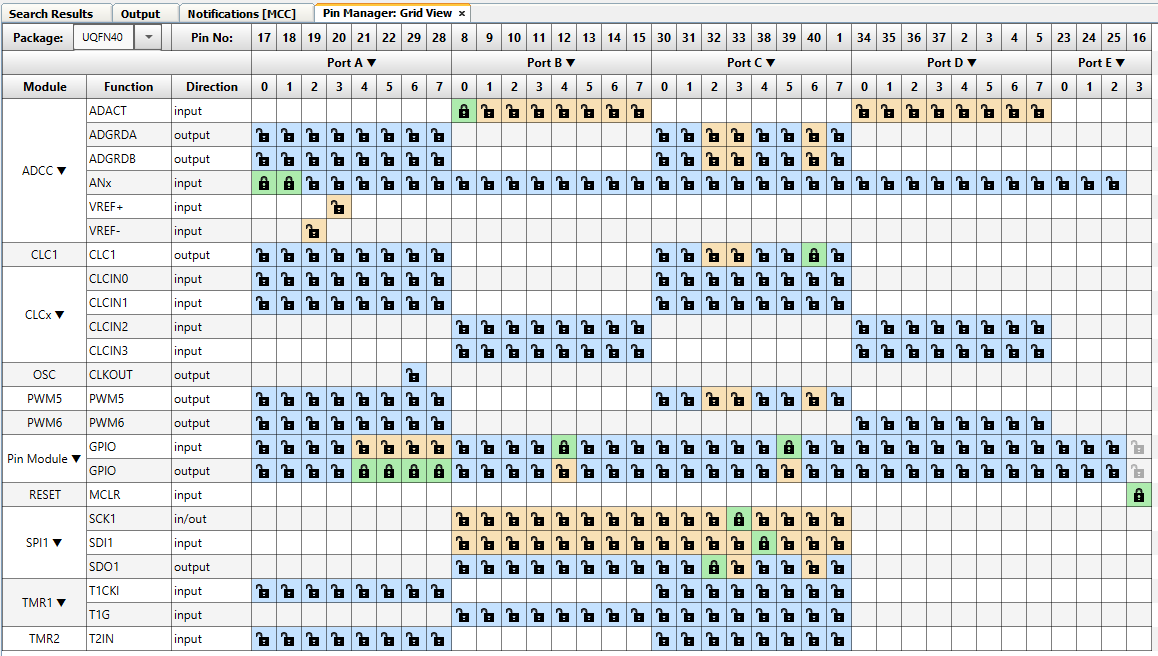 Search Results Output Notifications [MCC] Pin Manager: Grid View ×
Package: UQFN40 Pin No: 17 18 19 20 21 22 29 28 8 9 10 11 12 13 14 15 30 31 32 33 38 39 40 1 34 35 36 37 2 3 4 5 23 24 25 16
Port A ▼ Port B ▼ Port C ▼ Port D ▼ Port E ▼
Module Function Direction 0 1 2 3 4 5 6 7 0 1 2 3 4 5 6 7 0 1 2 3 4 5 6 7 0 1 2 3 4 5 6 7 0 1 2 3
ADCC ▼ ADACT input
ADGRDA output
ADGRDB output
ANx input
VREF+ input
VREF- input
CLC1 CLC1 output
CLCx ▼ CLCIN0 input
CLCIN1 input
CLCIN2 input
CLCIN3 input
OSC CLKOUT output
PWM5 PWM5 output
PWM6 PWM6 output
Pin Module ▼ GPIO input
GPIO output
RESET MCLR input
SPI1 ▼ SCK1 in/out
SDI1 input
SDO1 output
TMR1 ▼ T1CKI input
T1G input
TMR2 T2IN input